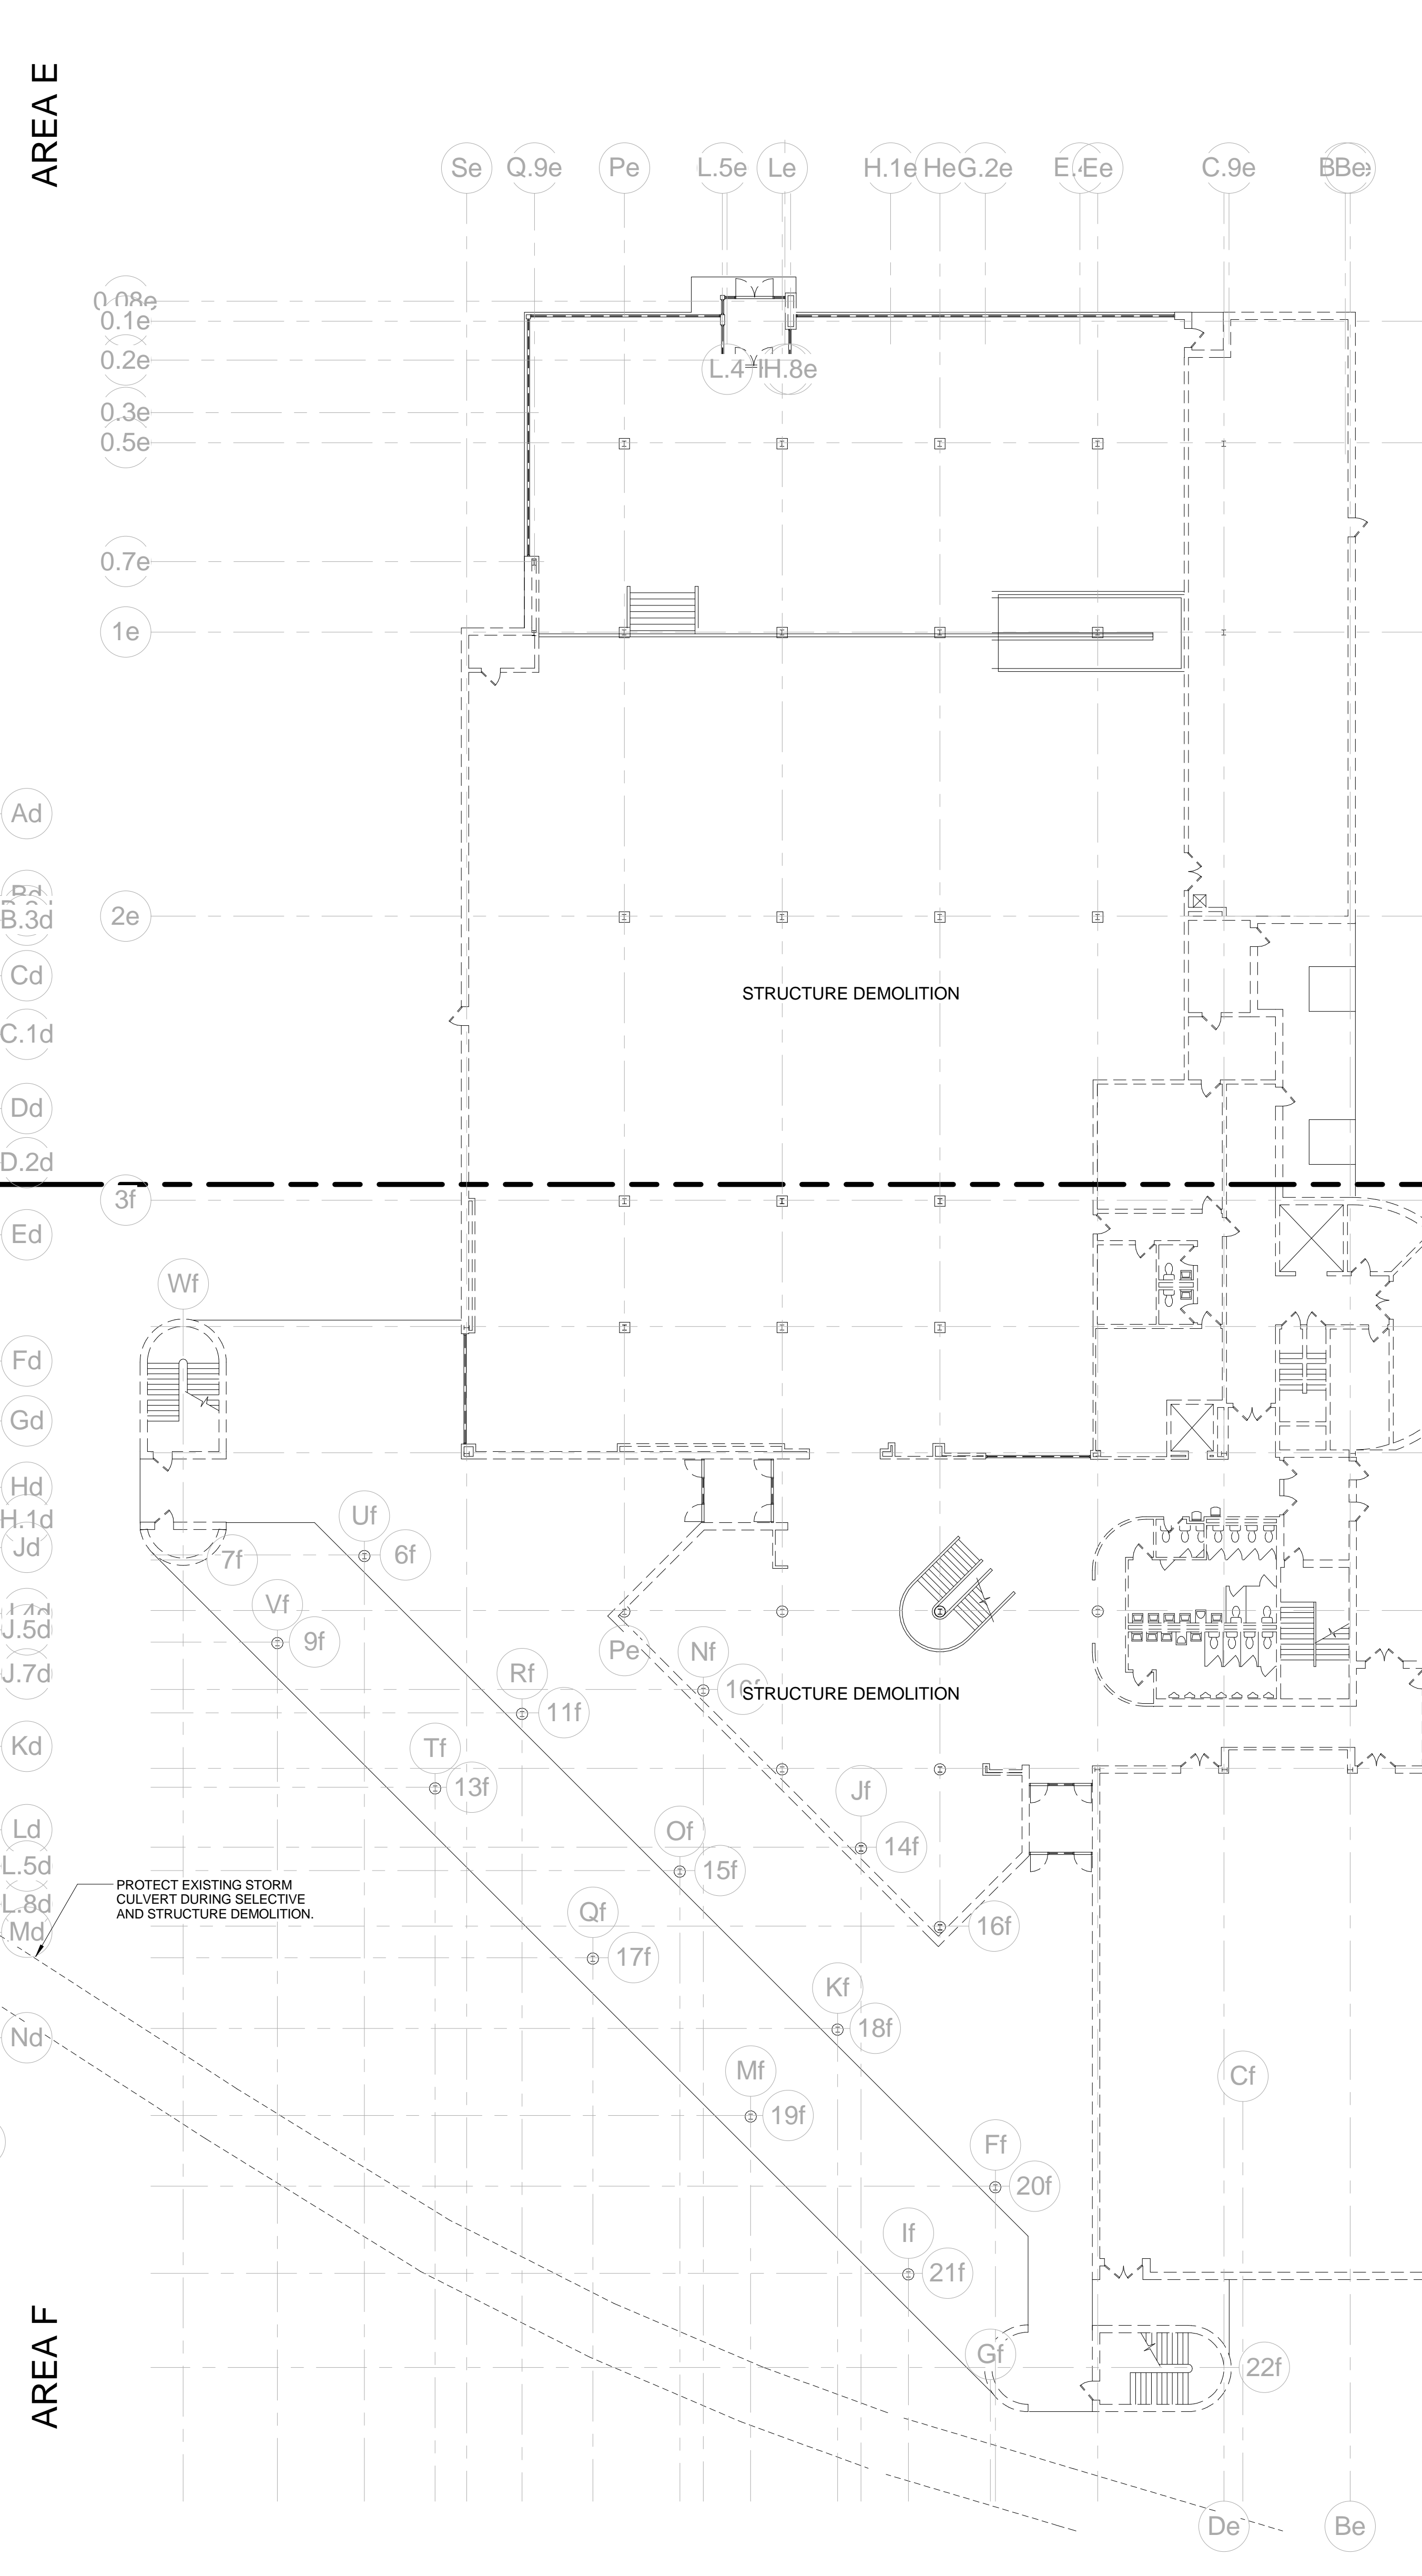 AREA E
Se
Q.9e
Pe
L.5e
Le
H.1e
He
G.2e
Ee
C.9e
Be
0.08e
0.1e
0.2e
L.4
H.8e
0.3e
0.5e
0.7e
1e
Ad
Bd
B.3d
2e
Cd
STRUCTURE DEMOLITION
C.1d
Dd
D.2d
3f
Ed
Wf
Fd
Gd
Hd
H.1d
Uf
Jd
6f
7f
Vf
J.5d
9f
Pe
Nf
J.7d
Rf
STRUCTURE DEMOLITION
11f
Kd
Tf
13f
Jf
Ld
Of
14f
L.5d
15f
PROTECT EXISTING STORM
CULVERT DURING SELECTIVE
AND STRUCTURE DEMOLITION.
L.8d
Md
Qf
16f
17f
Kf
18f
Nd
Mf
Cf
19f
Ff
20f
If
21f
Gf
22f
AREA F
De
Be